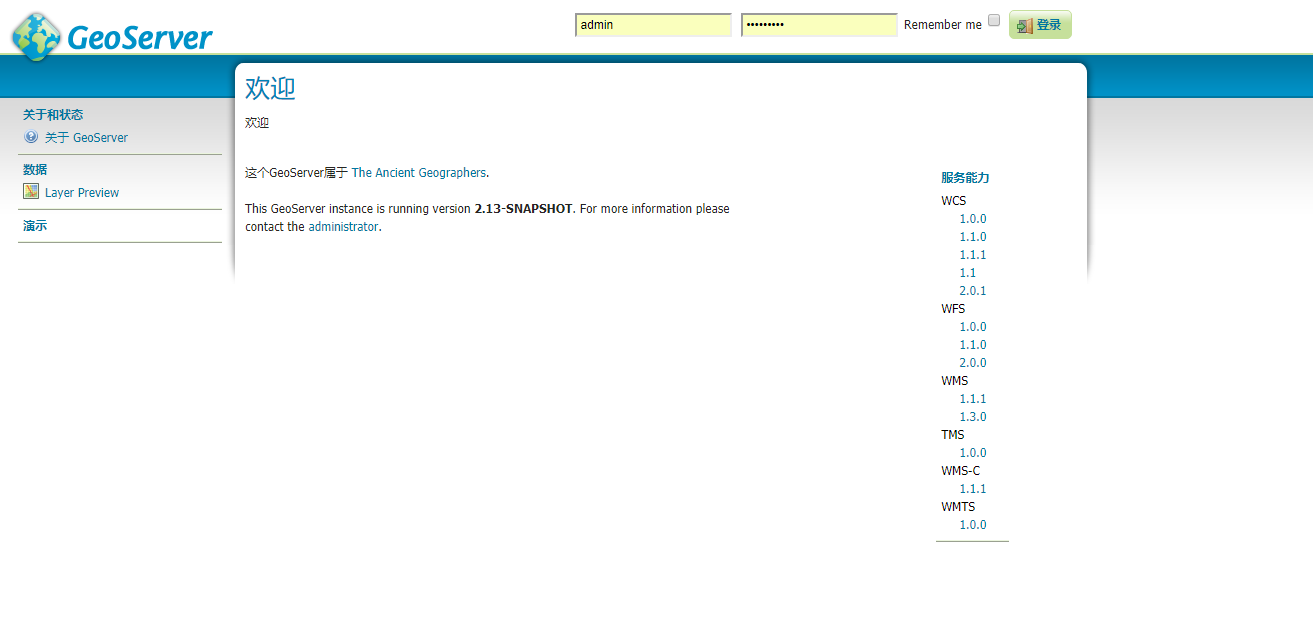 GeoServer
admin
•••••••••
Remember me
登录
关于和状态
关于 GeoServer
数据
Layer Preview
演示
欢迎
欢迎
这个GeoServer属于 The Ancient Geographers.
This GeoServer instance is running version 2.13-SNAPSHOT. For more information please
contact the administrator.
服务能力
WCS
1.0.0
1.1.0
1.1.1
1.1
2.0.1
WFS
1.0.0
1.1.0
2.0.0
WMS
1.1.1
1.3.0
TMS
1.0.0
WMS-C
1.1.1
WMTS
1.0.0